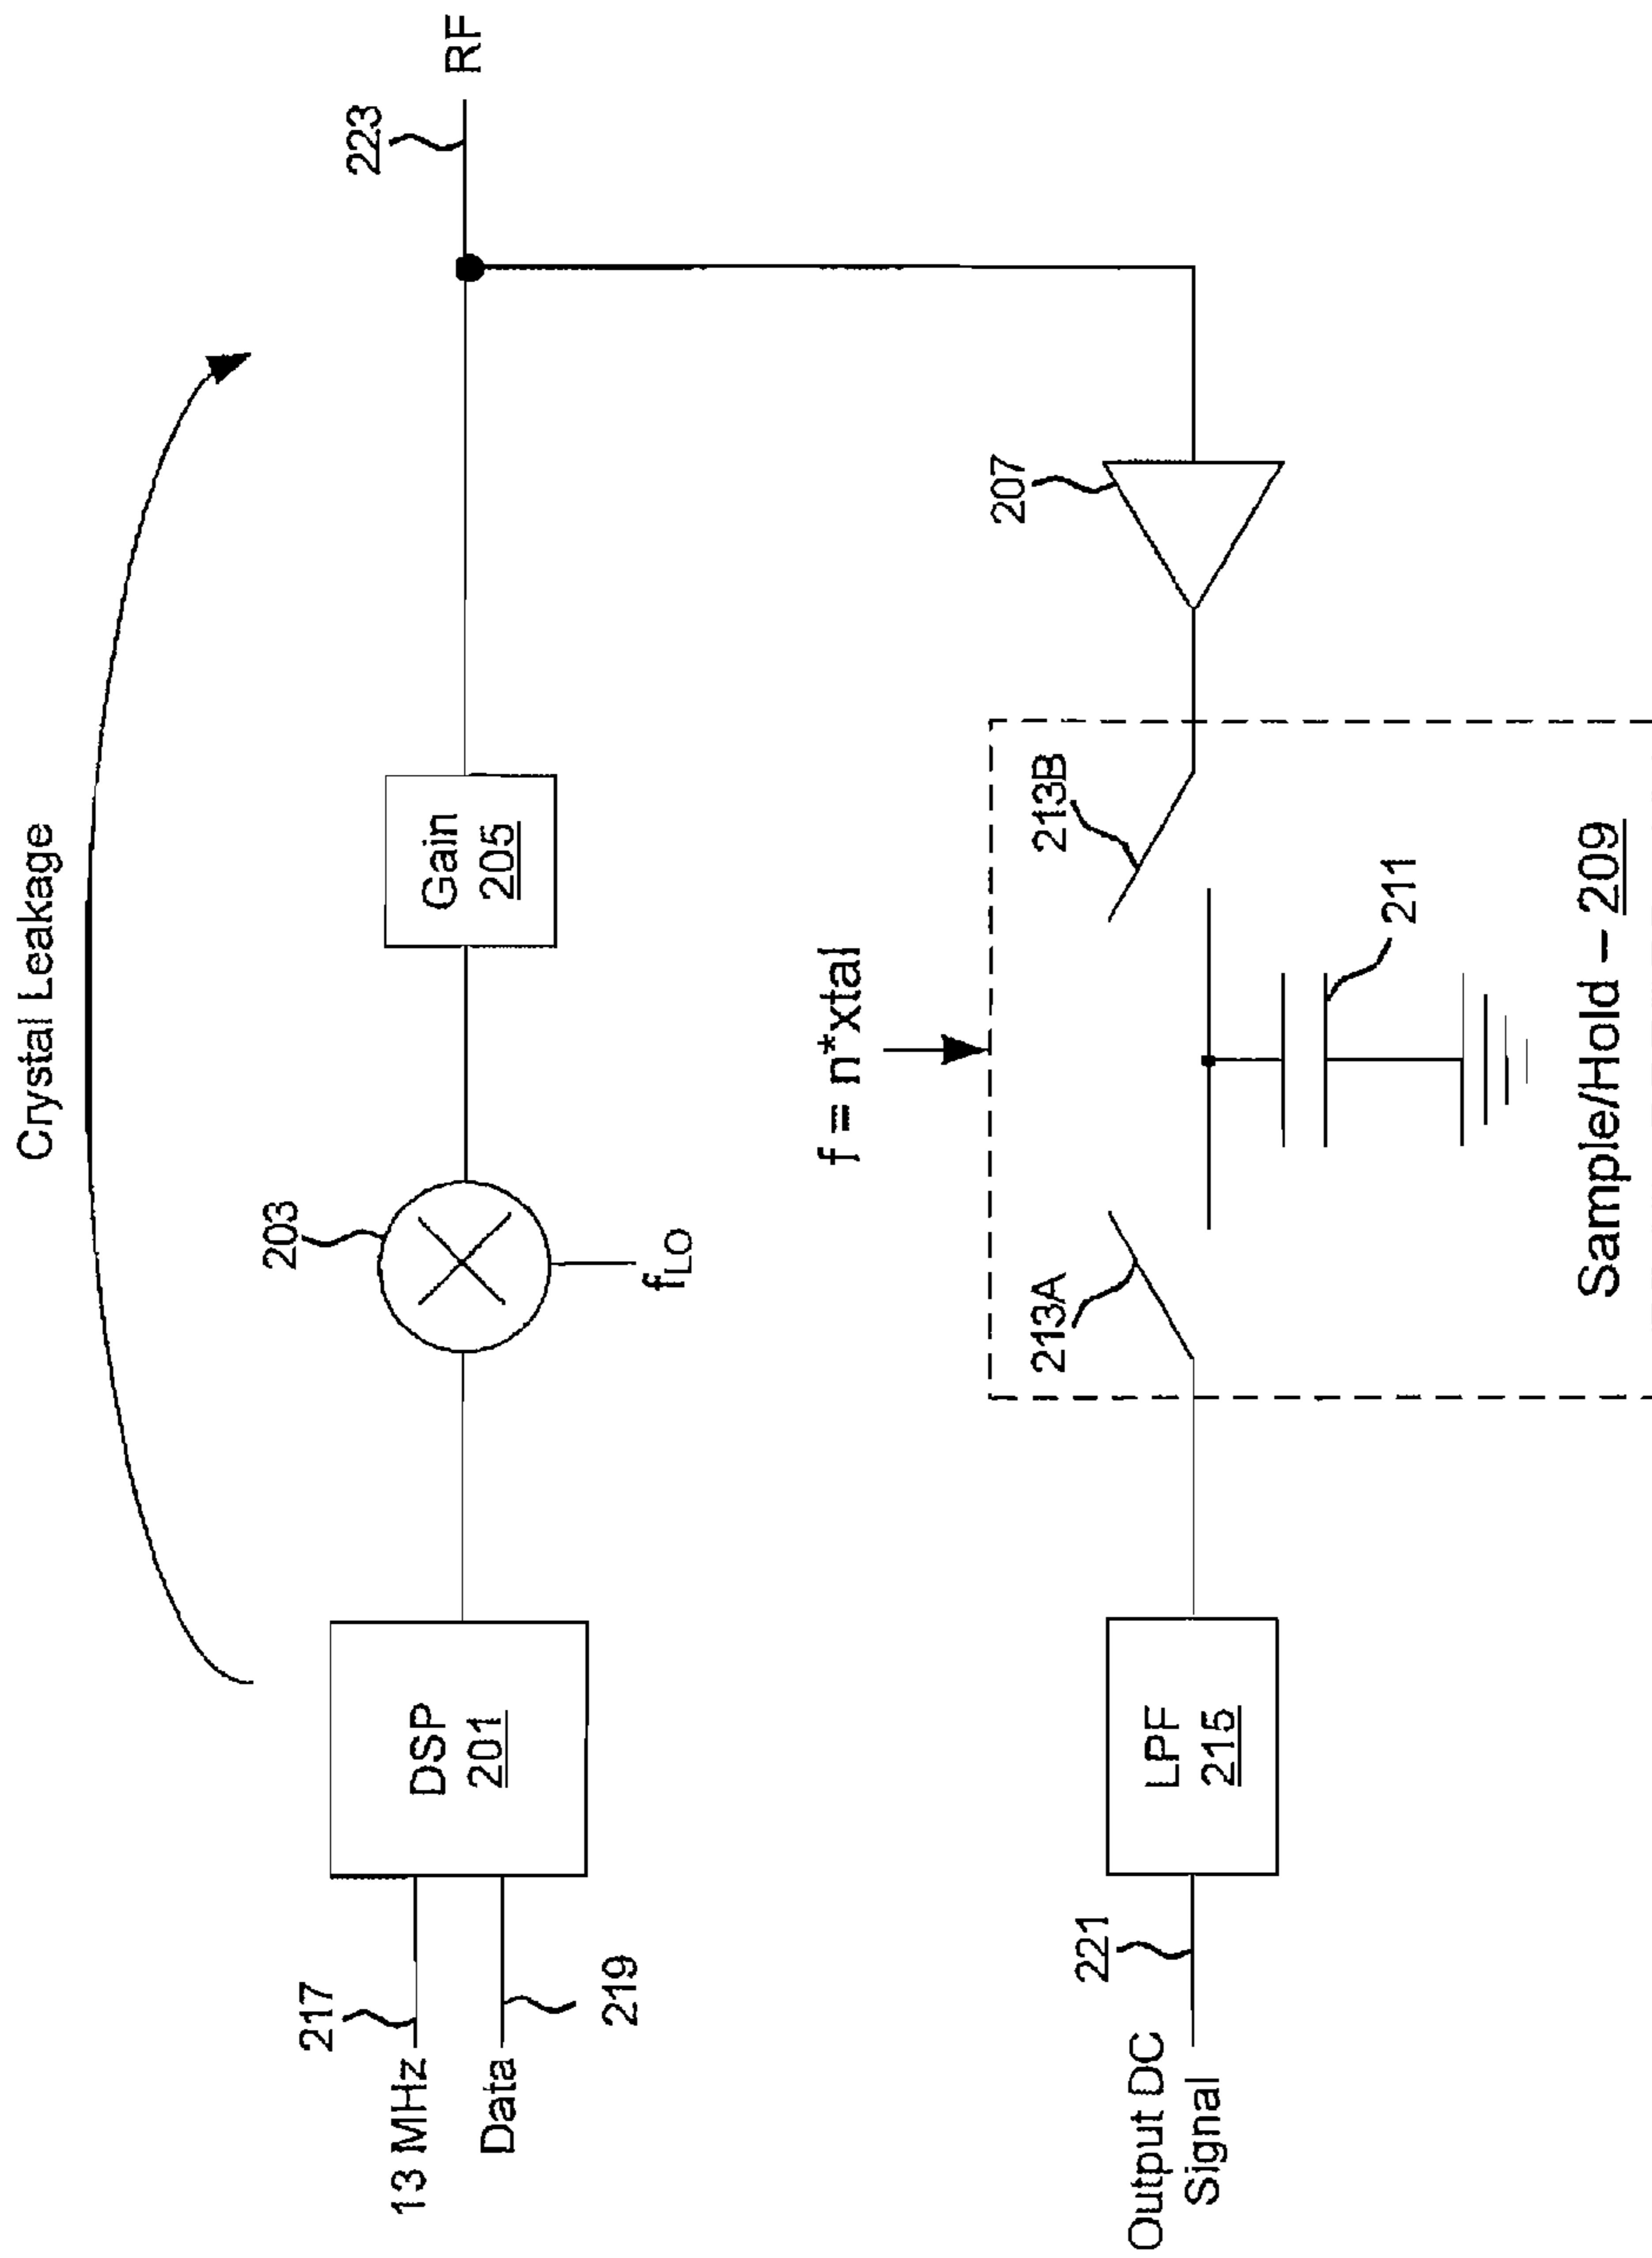 Crystal Leakage
217
13 MHz
Data
219
DSP
201
203
fLO
Gain
205
223
RF
f = n*xtal
207
Output DC
Signal
221
LPF
215
213A
213B
211
Sample/Hold – 209